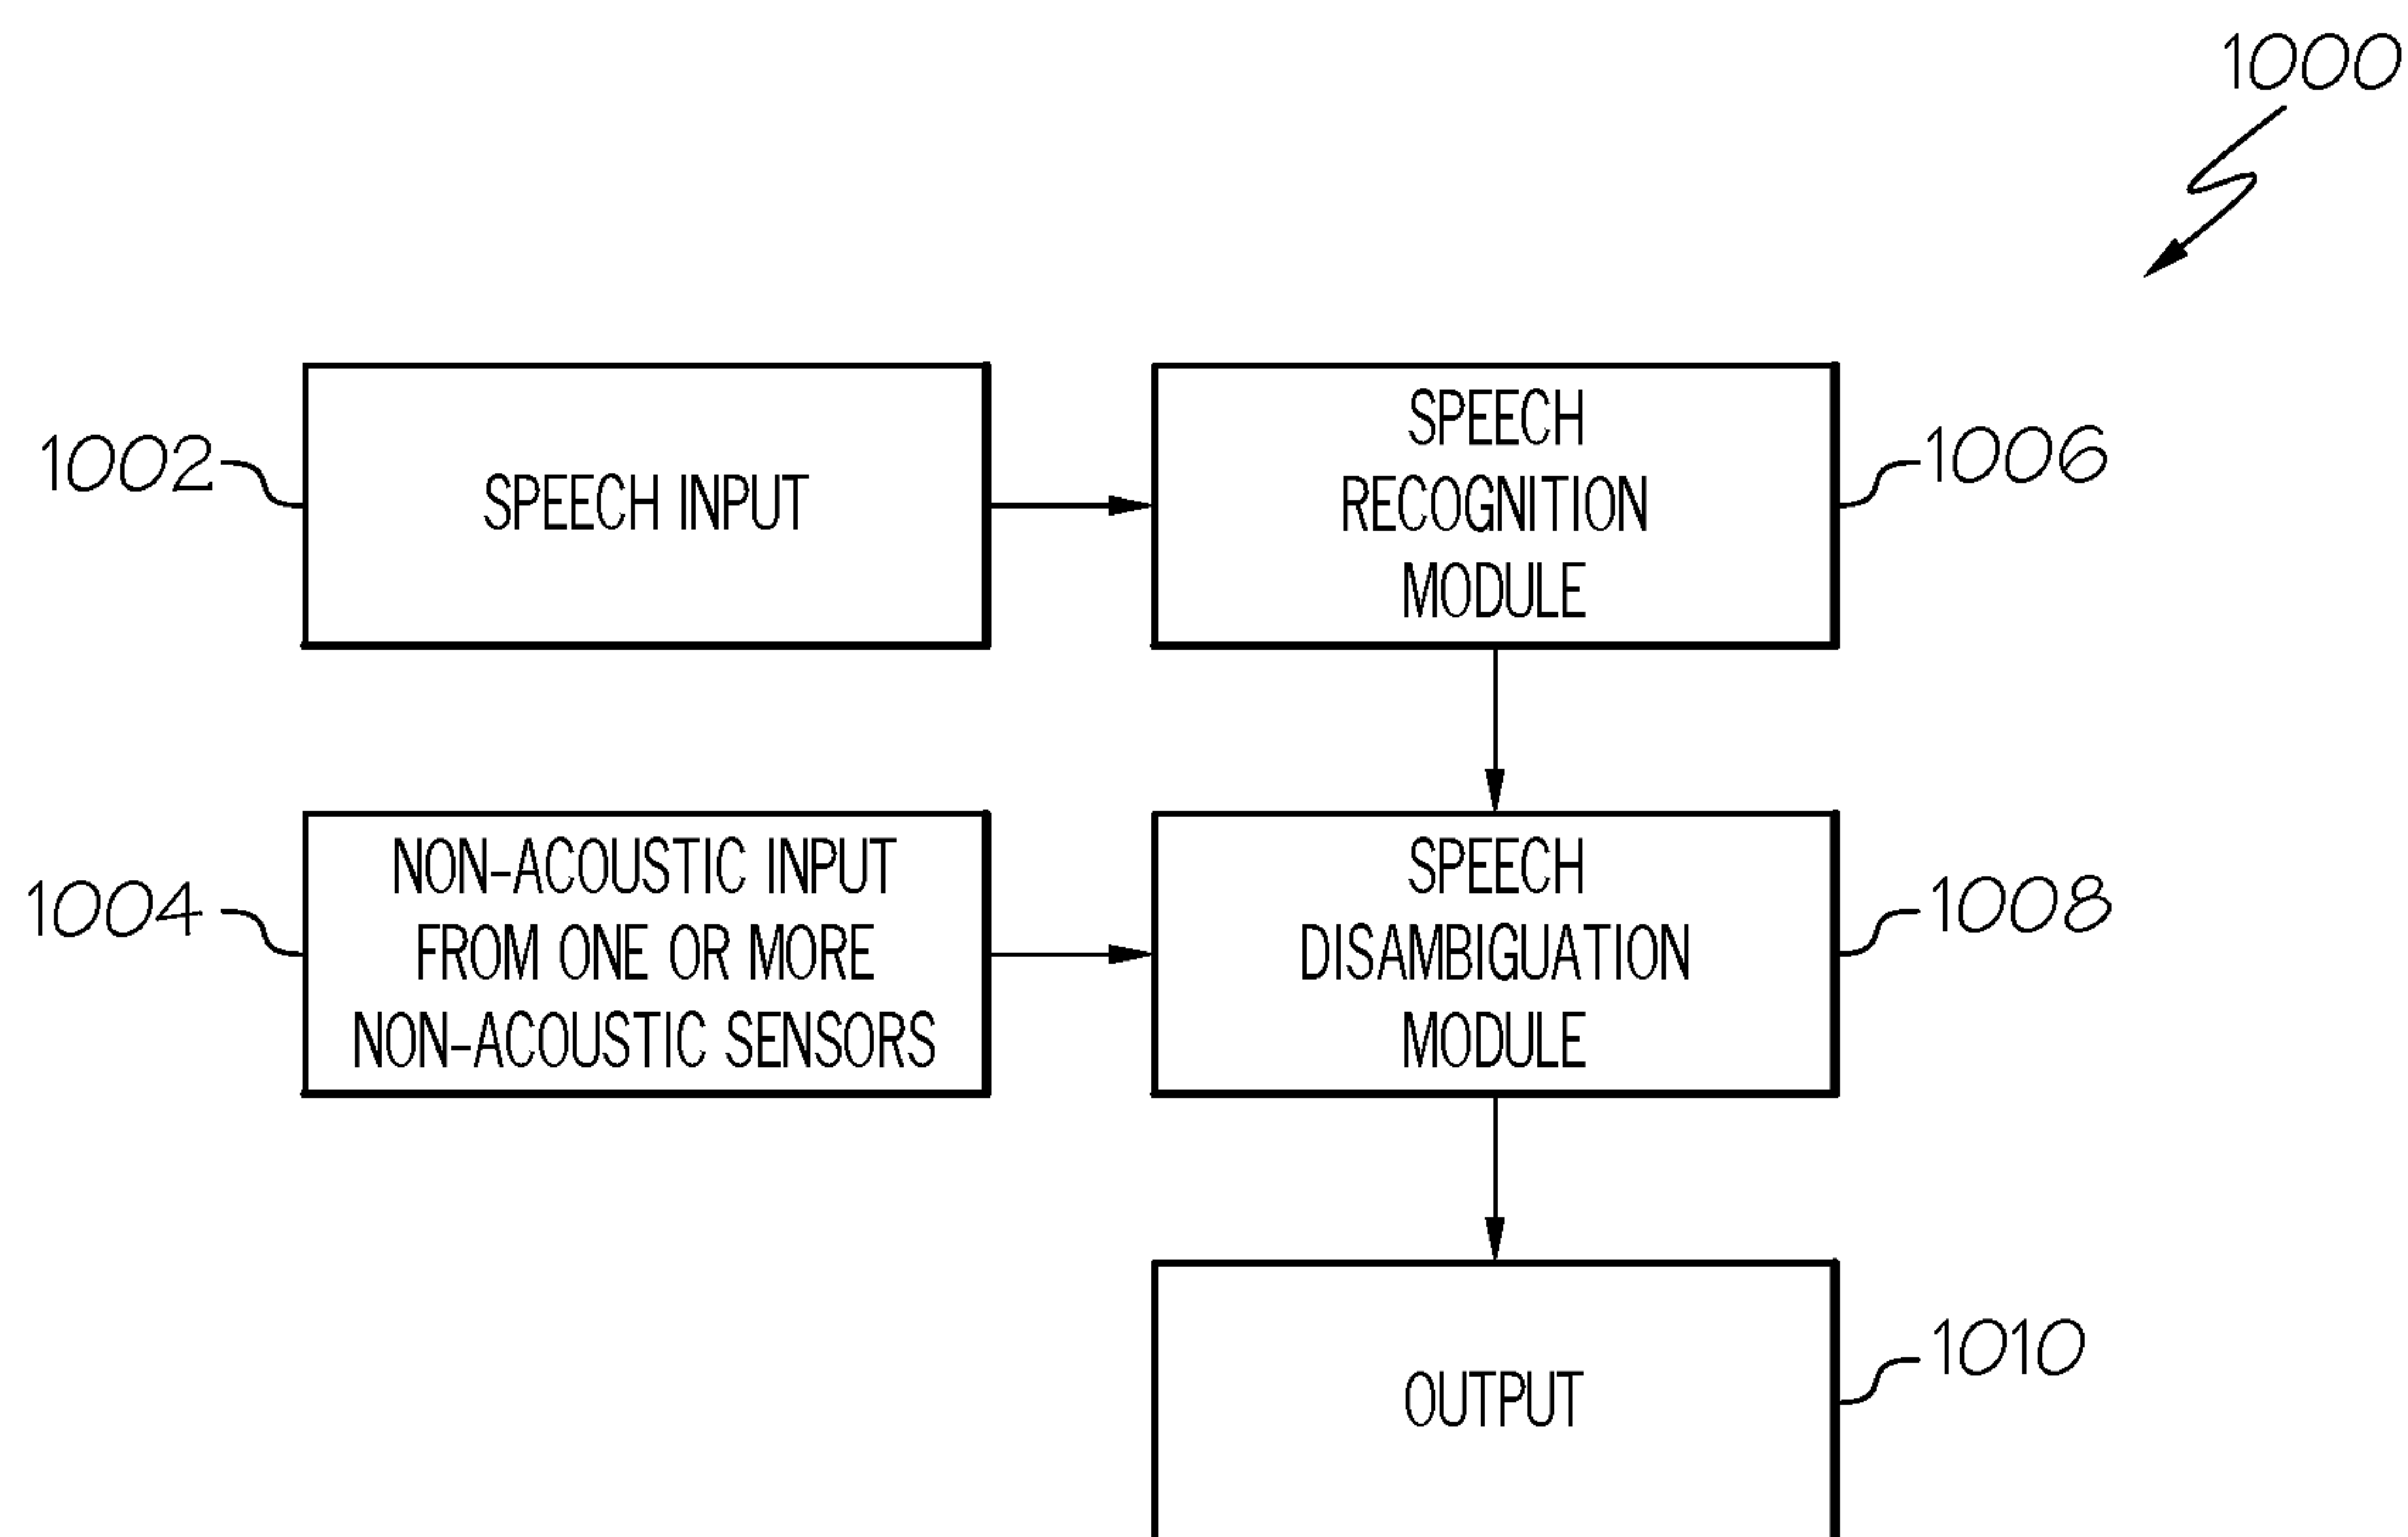 1000
1002
SPEECH INPUT
SPEECH
RECOGNITION
MODULE
1006
1004
NON-ACOUSTIC INPUT
FROM ONE OR MORE
NON-ACOUSTIC SENSORS
SPEECH
DISAMBIGUATION
MODULE
1008
OUTPUT
1010